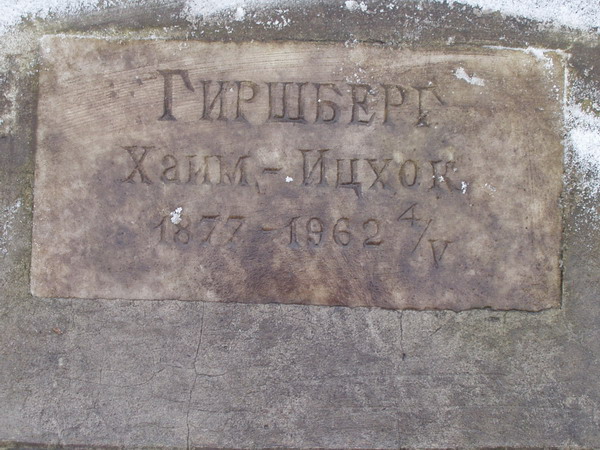 Гиршберг
Хаим-Ицхок
1877-1962 4/V